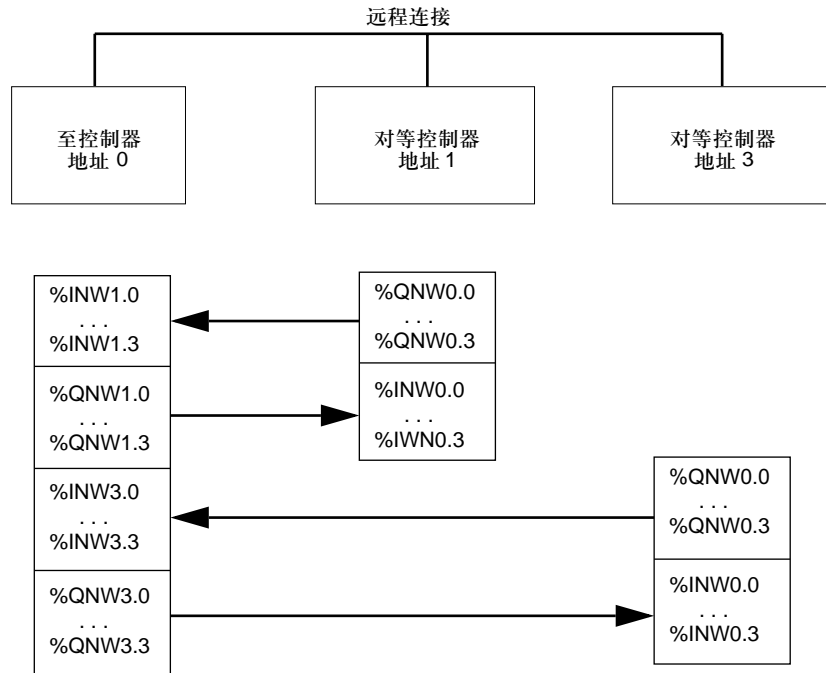 远程连接
至控制器
地址 0
对等控制器
地址 1
对等控制器
地址 3
%INW1.0
. . .
%INW1.3
%QNW1.0
. . .
%QNW1.3
%INW3.0
. . .
%INW3.3
%QNW3.0
. . .
%QNW3.3
%QNW0.0
. . .
%QNW0.3
%INW0.0
. . .
%IWN0.3
%QNW0.0
. . .
%QNW0.3
%INW0.0
. . .
%INW0.3